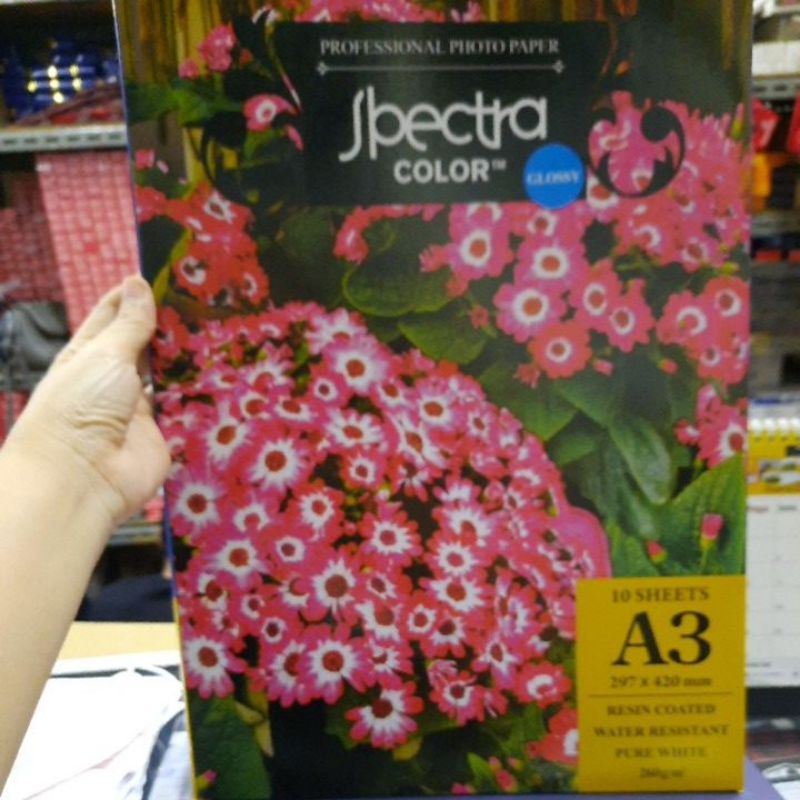 PROFESSIONAL PHOTO PAPER
Spectra
COLOR™
GLOSSY
10 SHEETS
A3
297 x 420 mm
RESIN COATED
WATER RESISTANT
PURE WHITE
260g/m²